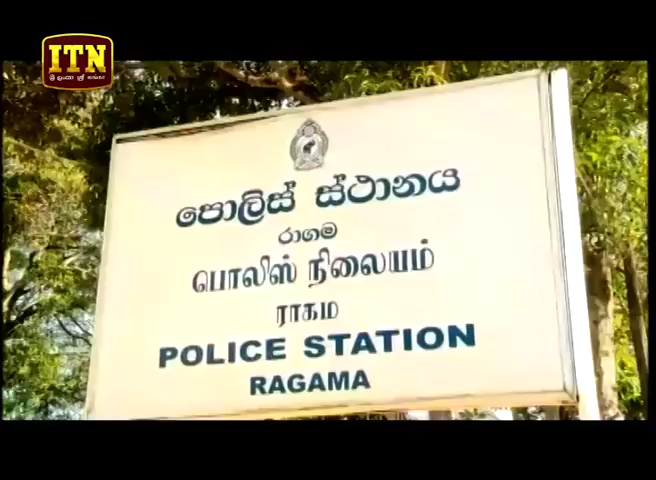 ITN
පොලිස් ස්ථානය
රාගම
பொலிஸ் நிலையம்
ராகம
POLICE STATION
RAGAMA